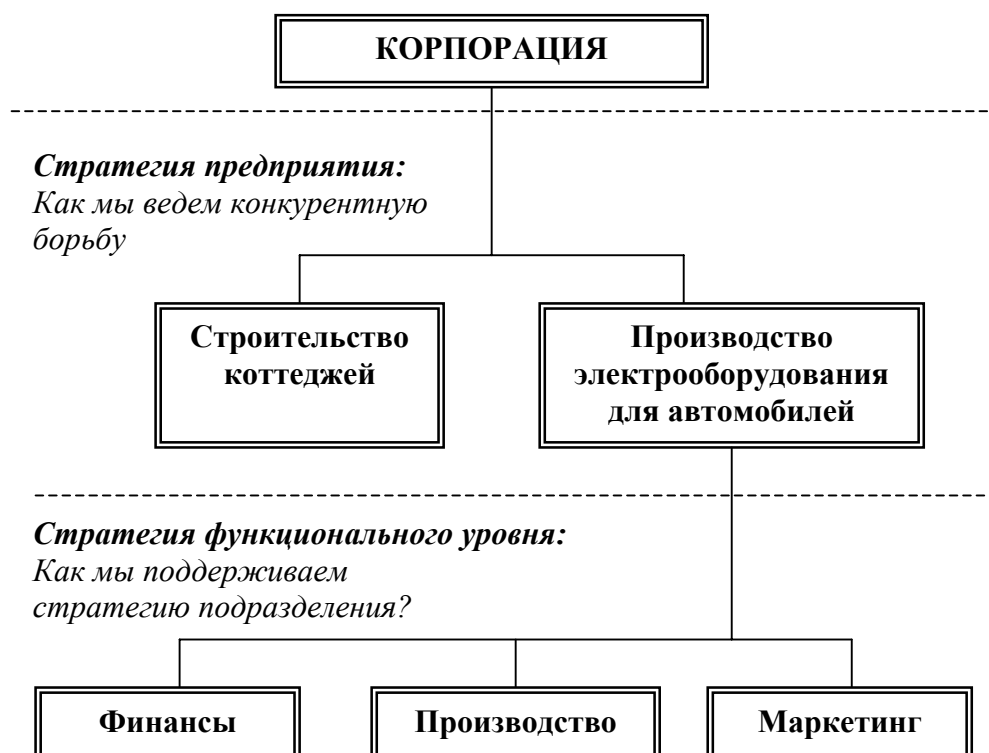 КОРПОРАЦИЯ
Стратегия предприятия:
Как мы ведем конкурентную
борьбу
Строительство
коттеджей
Производство
электрооборудования
для автомобилей
Стратегия функционального уровня:
Как мы поддерживаем
стратегию подразделения?
Финансы
Производство
Маркетинг